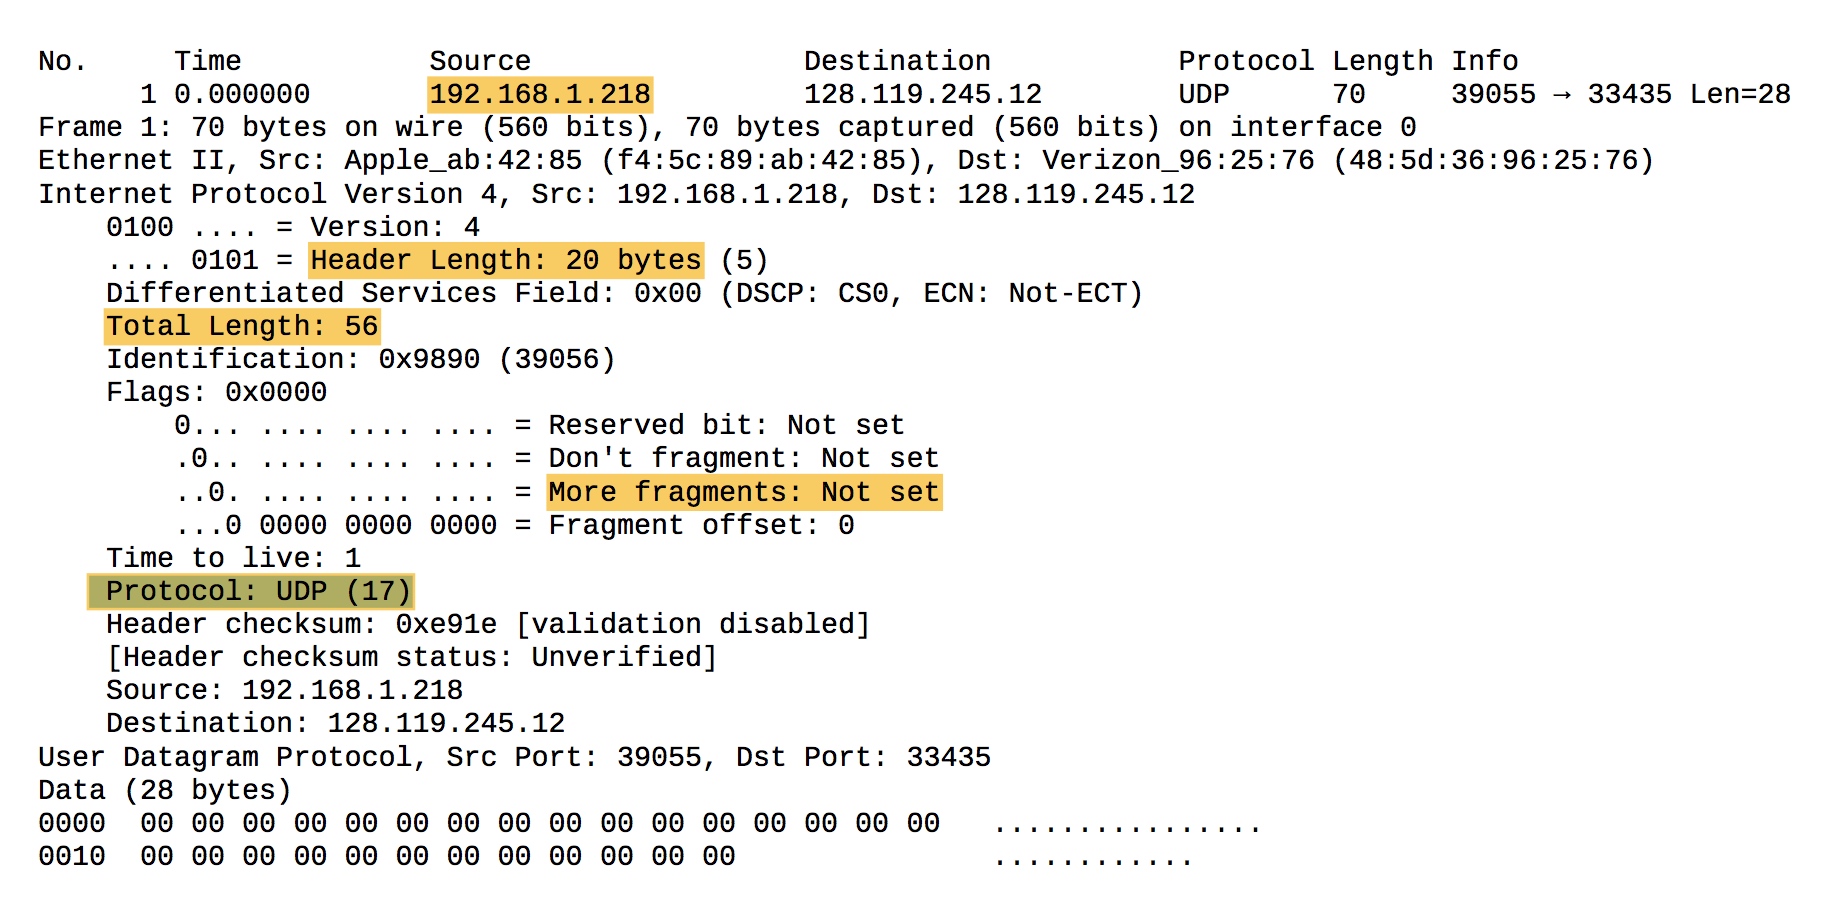 No.     Time           Source                Destination           Protocol Length Info
      1 0.000000       192.168.1.218         128.119.245.12        UDP      70     39055 → 33435 Len=28
Frame 1: 70 bytes on wire (560 bits), 70 bytes captured (560 bits) on interface 0
Ethernet II, Src: Apple_ab:42:85 (f4:5c:89:ab:42:85), Dst: Verizon_96:25:76 (48:5d:36:96:25:76)
Internet Protocol Version 4, Src: 192.168.1.218, Dst: 128.119.245.12
    0100 .... = Version: 4
    .... 0101 = Header Length: 20 bytes (5)
    Differentiated Services Field: 0x00 (DSCP: CS0, ECN: Not-ECT)
    Total Length: 56
    Identification: 0x9890 (39056)
    Flags: 0x0000
        0... .... .... .... = Reserved bit: Not set
        .0.. .... .... .... = Don't fragment: Not set
        ..0. .... .... .... = More fragments: Not set
        ...0 0000 0000 0000 = Fragment offset: 0
    Time to live: 1
    Protocol: UDP (17)
    Header checksum: 0xe91e [validation disabled]
    [Header checksum status: Unverified]
    Source: 192.168.1.218
    Destination: 128.119.245.12
User Datagram Protocol, Src Port: 39055, Dst Port: 33435
Data (28 bytes)
0000  00 00 00 00 00 00 00 00 00 00 00 00 00 00 00 00   ................
0010  00 00 00 00 00 00 00 00 00 00 00 00               ............